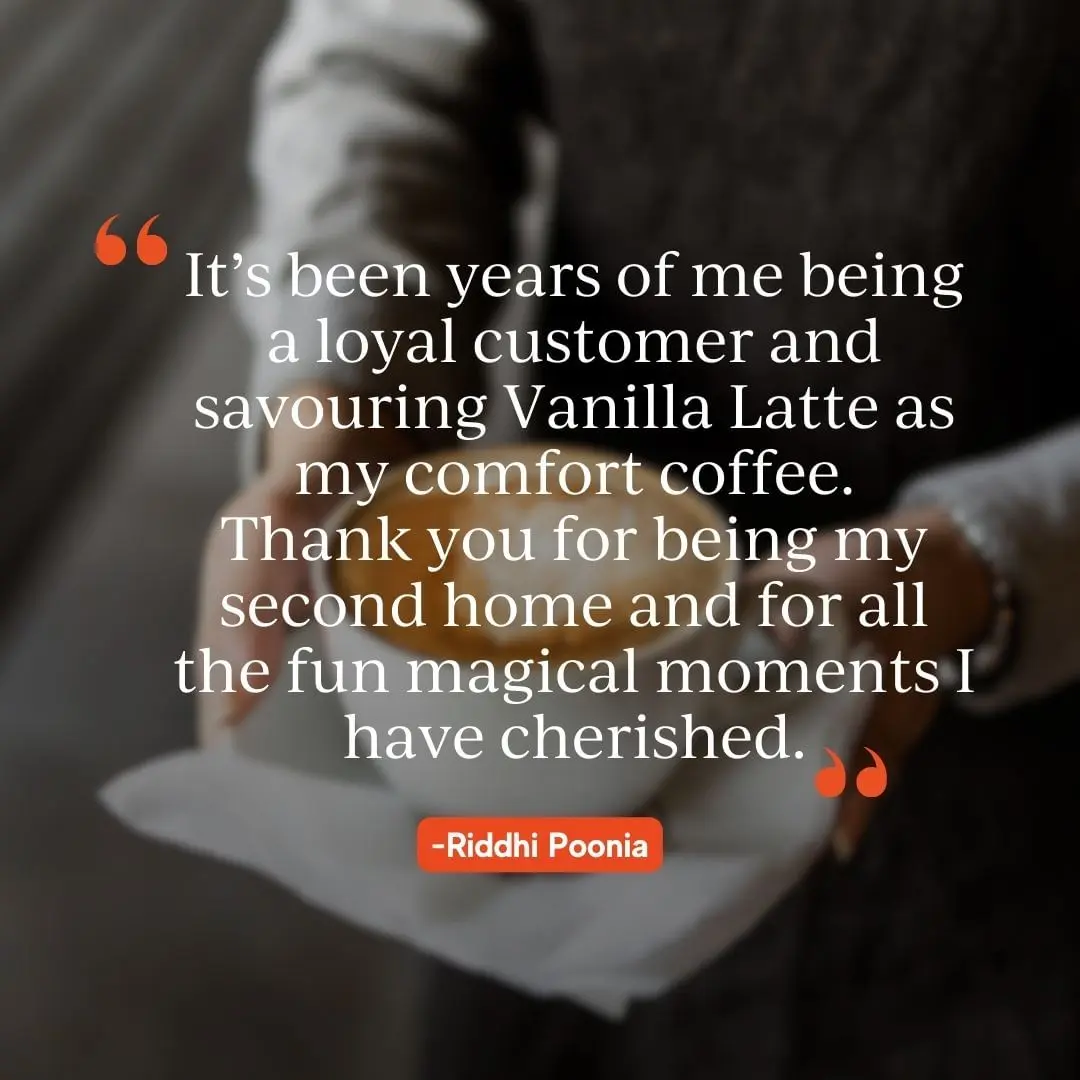 “
It’s been years of me being
a loyal customer and
savouring Vanilla Latte as
my comfort coffee.
Thank you for being my
second home and for all
the fun magical moments I
have cherished.
”
-Riddhi Poonia